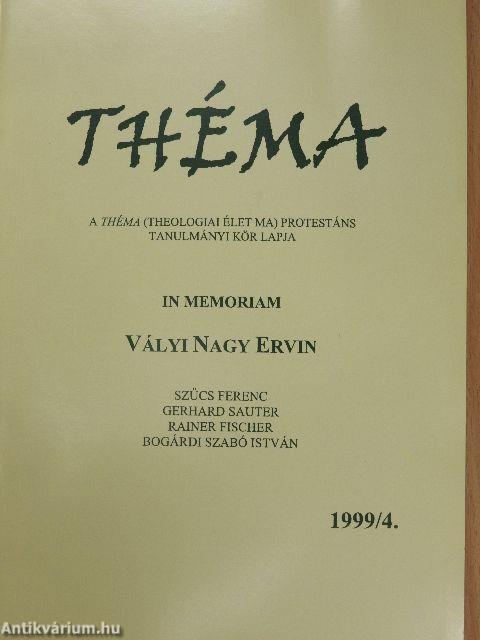 THÉMA
A THÉMA (THEOLOGIAI ÉLET MA) PROTESTÁNS
TANULMÁNYI KÖR LAPJA
IN MEMORIAM
VÁLYI NAGY ERVIN
SZŰCS FERENC
GERHARD SAUTER
RAINER FISCHER
BOGÁRDI SZABÓ ISTVÁN
1999/4.
Antikvárium.hu